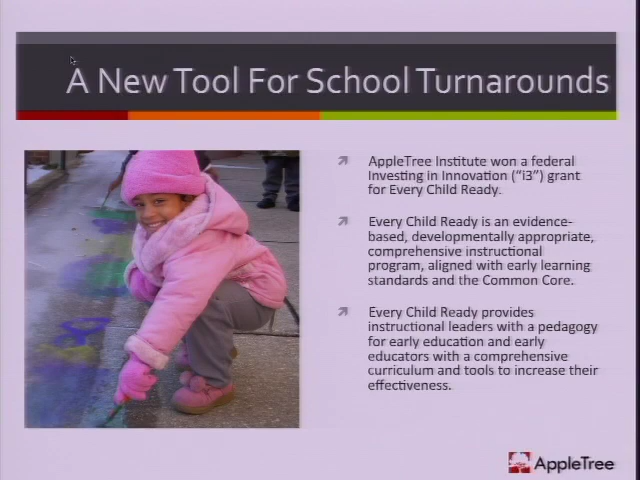 A New Tool For School Turnarounds
AppleTree Institute won a federal
Investing in Innovation ("i3") grant
for Every Child Ready.
Every Child Ready is an evidence-
based, developmentally appropriate,
comprehensive instructional
program, aligned with early learning
standards and the Common Core.
Every Child Ready provides
instructional leaders with a pedagogy
for early education and early
educators with a comprehensive
curriculum and tools to increase their
effectiveness.
AppleTree